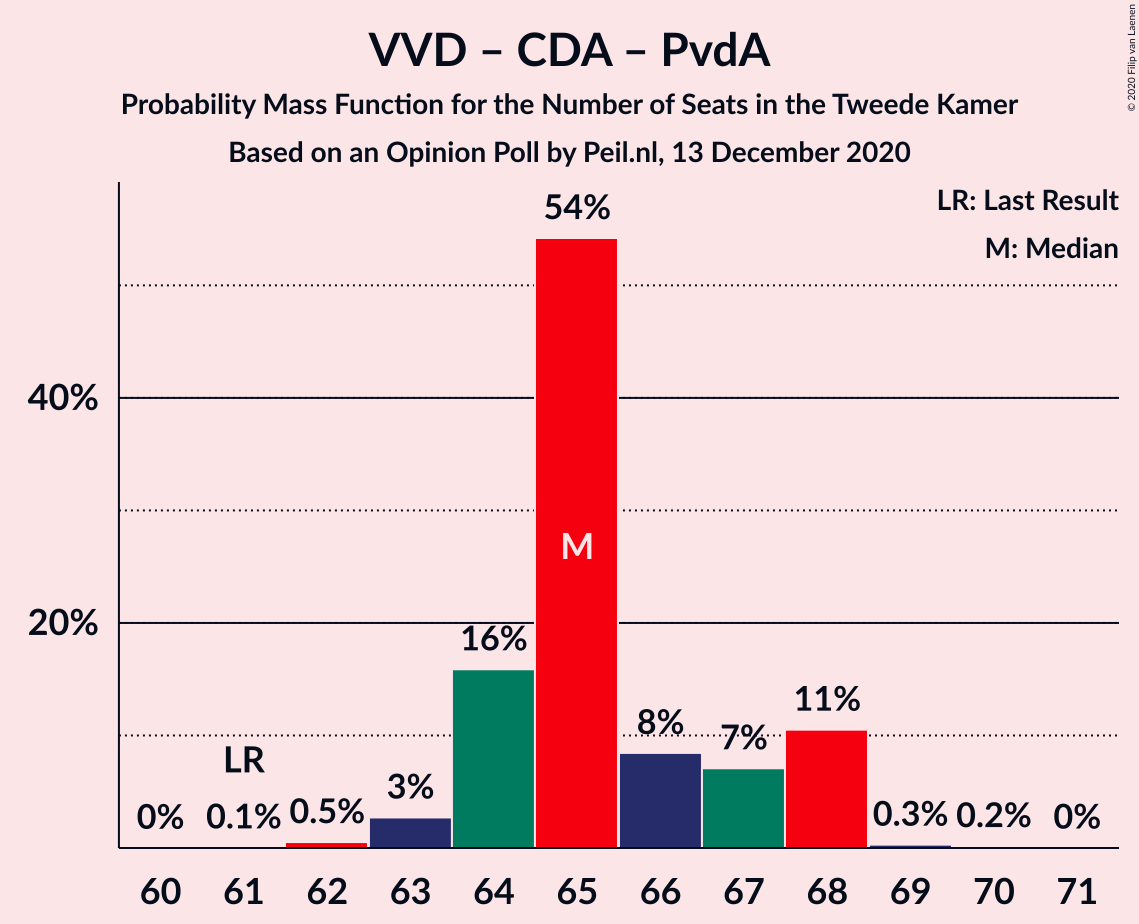 VVD – CDA – PvdA
Probability Mass Function for the Number of Seats in the Tweede Kamer
Based on an Opinion Poll by Peil.nl, 13 December 2020
© 2020 Filip van Laenen
LR: Last Result
M: Median
54%
40%
M
20%
16%
11%
8%
7%
LR
3%
0% 0.1% 0.5% 0.3% 0.2% 0%
60 61 62 63 64 65 66 67 68 69 70 71